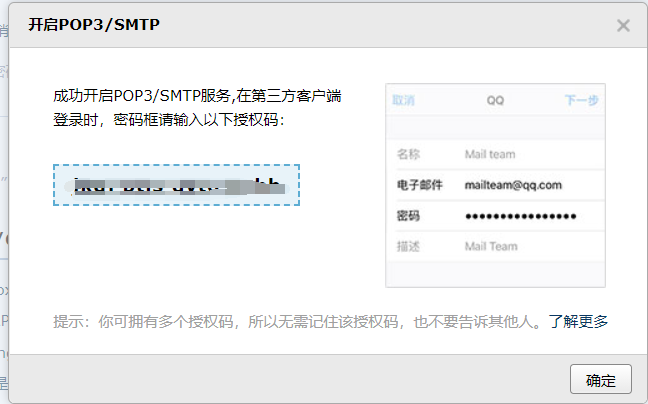 开启POP3/SMTP
成功开启POP3/SMTP服务,在第三方客户端
登录时，密码框请输入以下授权码：
取消 QQ 下一步
名称 Mail team
电子邮件 mailteam@qq.com
密码 ●●●●●●●●●●●●●●●●
描述 Mail Team
提示：你可拥有多个授权码，所以无需记住该授权码，也不要告诉其他人。了解更多
确定